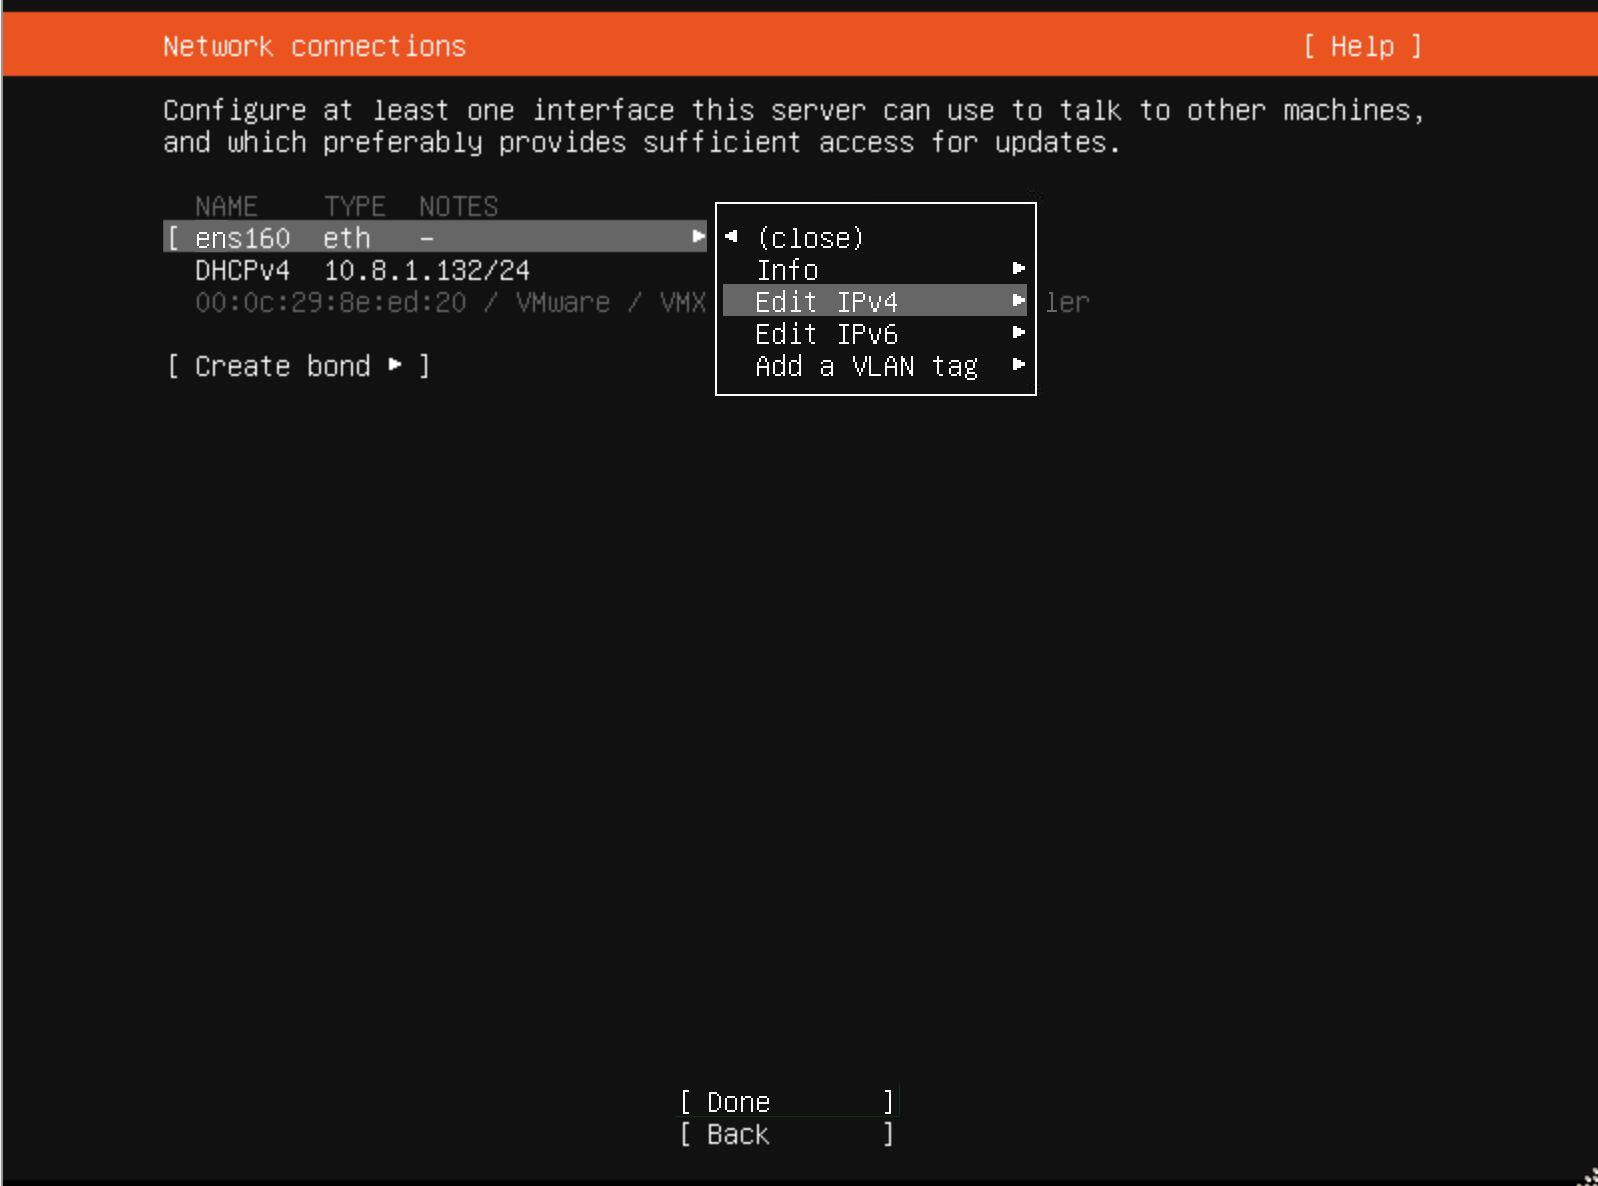 Network connections [ Help ]
Configure at least one interface this server can use to talk to other machines,
and which preferably provides sufficient access for updates.
NAME TYPE NOTES
[ ens160 eth – ▶
DHCPv4 10.8.1.132/24
00:0c:29:8e:ed:20 / VMware / VMX
ler
◀ (close)
Info ▶
Edit IPv4 ▶
Edit IPv6 ▶
Add a VLAN tag ▶
[ Create bond ▶ ]
[ Done ]
[ Back ]